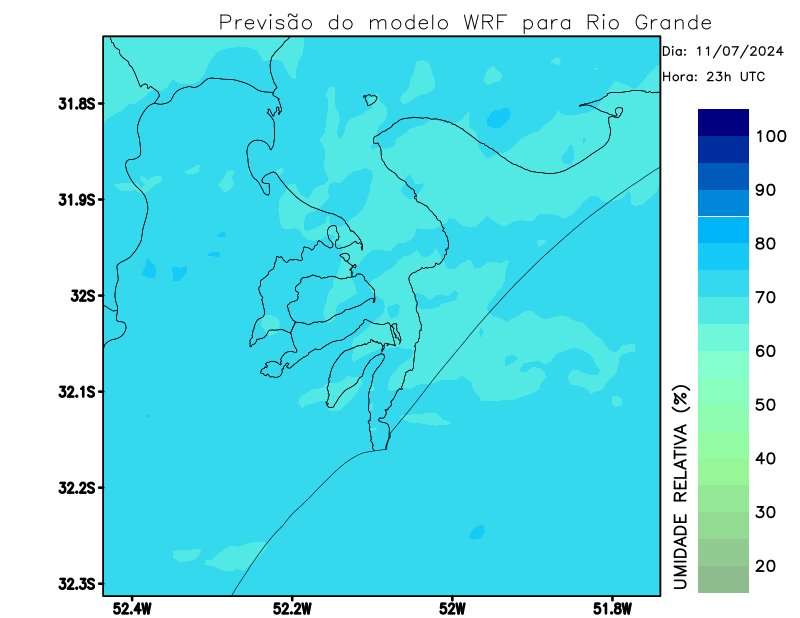 Previsão do modelo WRF para Rio Grande
Dia: 11/07/2024
Hora: 23h UTC
31.8S
31.9S
32S
32.1S
32.2S
32.3S
52.4W
52.2W
52W
51.8W
100
90
80
70
60
50
40
30
20
UMIDADE RELATIVA (%)